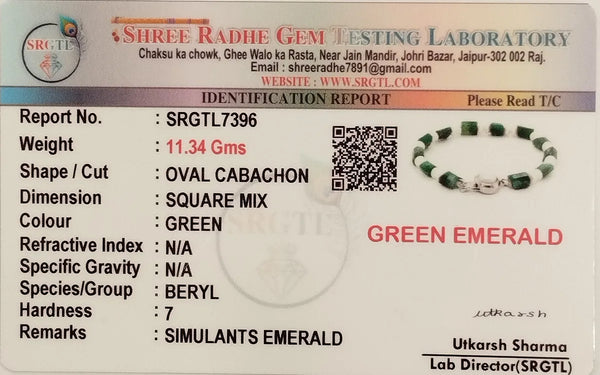 SRGTL
SHREE RADHE GEM TESTING LABORATORY
Chaksu ka chowk, Ghee Walo ka Rasta, Near Jain Mandir, Johri Bazar, Jaipur-302 002 Raj.
Email : shreeradhe7891@gmail.com
WEBSITE : WWW.SRGTL.COM
IDENTIFICATION REPORT Please Read T/C
Report No. : SRGTL7396
Weight : 11.34 Gms
Shape / Cut : OVAL CABACHON
Dimension : SQUARE MIX
Colour : GREEN
Refractive Index : N/A
Specific Gravity : N/A
Species/Group : BERYL
Hardness : 7
Remarks : SIMULANTS EMERALD
SRGTL
GREEN EMERALD
utkarsh
Utkarsh Sharma
Lab Director(SRGTL)